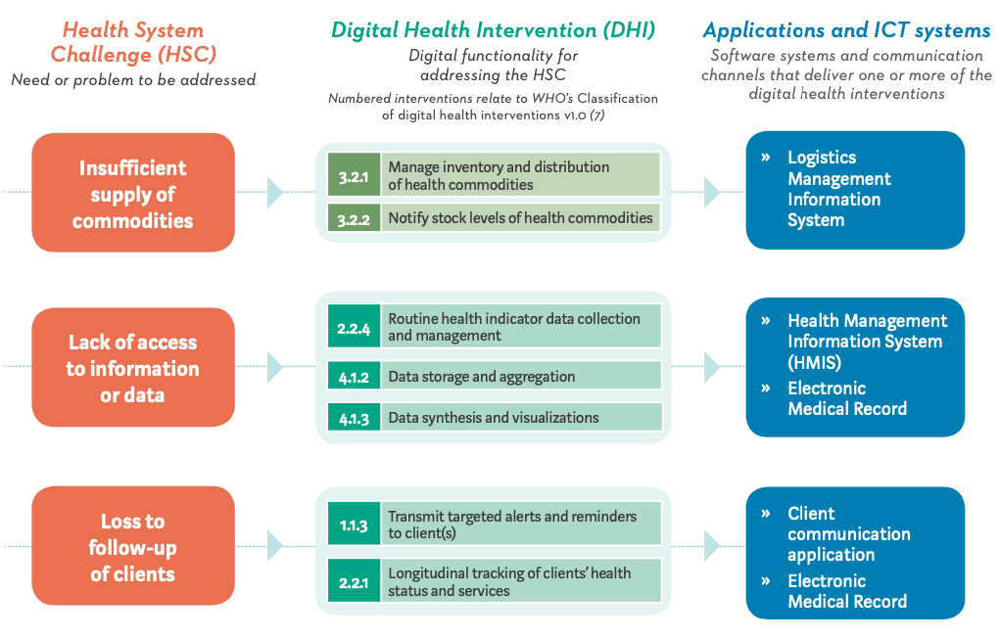 Health System
Challenge (HSC)
Need or problem to be addressed
Digital Health Intervention (DHI)
Digital functionality for
addressing the HSC
Numbered interventions relate to WHO's Classification
of digital health interventions v1.0 (7)
Applications and ICT systems
Software systems and communication
channels that deliver one or more of the
digital health interventions
Insufficient
supply of
commodities
3.2.1 Manage inventory and distribution
of health commodities
3.2.2 Notify stock levels of health commodities
» Logistics
Management
Information
System
Lack of access
to information
or data
2.2.4 Routine health indicator data collection
and management
4.1.2 Data storage and aggregation
4.1.3 Data synthesis and visualizations
» Health Management
Information System
(HMIS)
» Electronic
Medical Record
Loss to
follow-up
of clients
1.1.3 Transmit targeted alerts and reminders
to client(s)
2.2.1 Longitudinal tracking of clients' health
status and services
» Client
communication
application
» Electronic
Medical Record